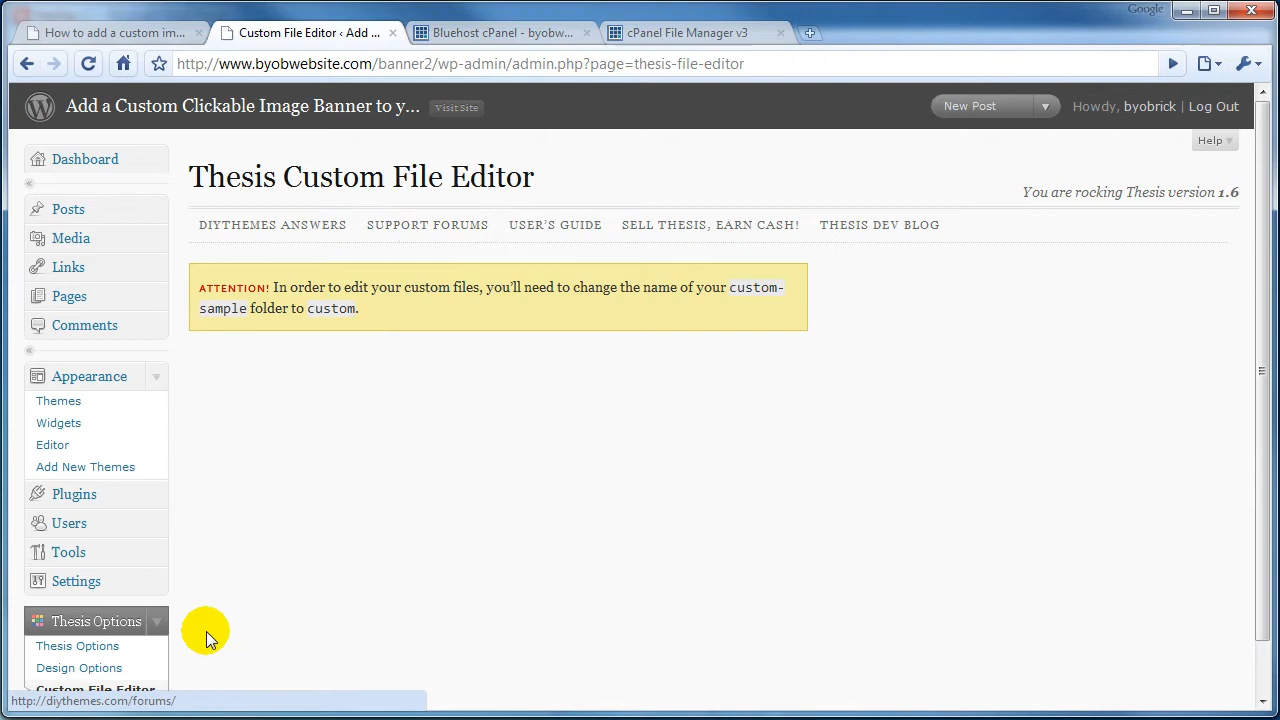 Google
How to add a custom im...
Custom File Editor ‹ Add ...
Bluehost cPanel - byobw...
cPanel File Manager v3
http://www.byobwebsite.com/banner2/wp-admin/admin.php?page=thesis-file-editor
Add a Custom Clickable Image Banner to y...
Visit Site
New Post
Howdy, byobrick | Log Out
Help
Dashboard
Posts
Media
Links
Pages
Comments
Appearance
Themes
Widgets
Editor
Add New Themes
Plugins
Users
Tools
Settings
Thesis Options
Thesis Options
Design Options
Custom File Editor
Thesis Custom File Editor
You are rocking Thesis version 1.6
DIYTHEMES ANSWERS SUPPORT FORUMS USER'S GUIDE SELL THESIS, EARN CASH! THESIS DEV BLOG
ATTENTION! In order to edit your custom files, you'll need to change the name of your custom-
sample folder to custom.
http://diythemes.com/forums/